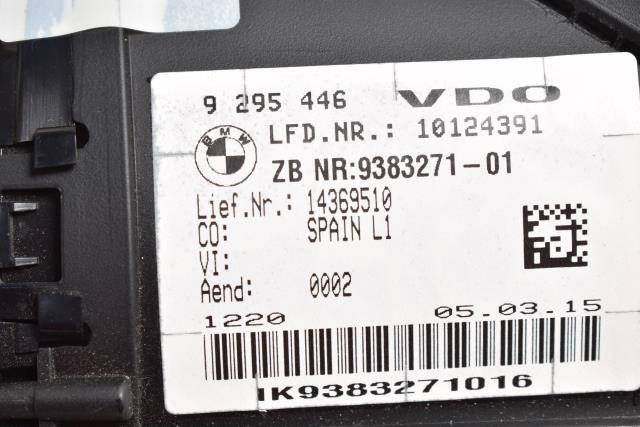 9 295 446 VDO
BMW
LFD.NR.: 10124391
ZB NR:9383271-01
Lief.Nr.: 14369510
CO: SPAIN L1
VI:
Aend: 0002
1220 05.03.15
1K9383271016